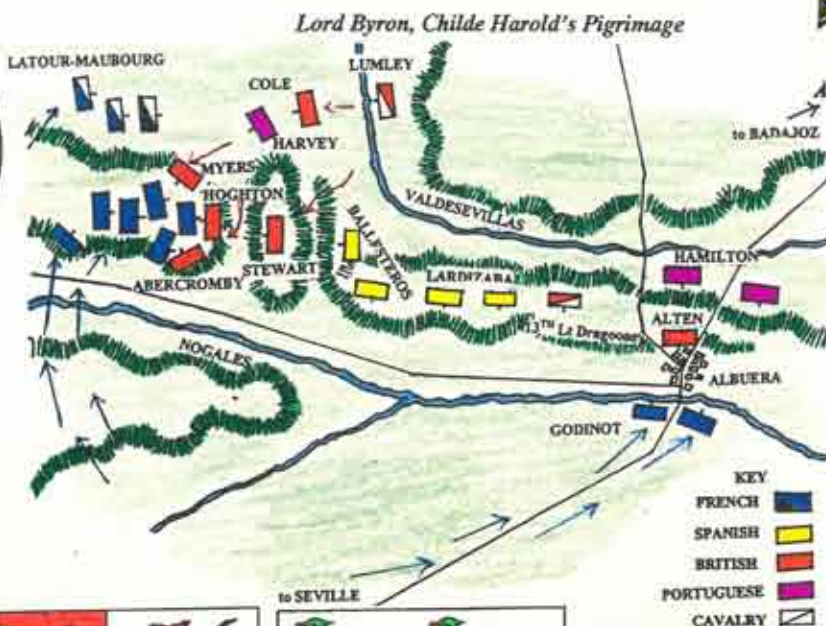 Lord Byron, Childe Harold's Pigrimage
LATOUR-MAUBOURG
LUMLEY
COLE
to BADAJOZ
HARVEY
MYERS
HOGHTON
VALDESEVILLAS
BALLESTEROS
HAMILTON
STEWART
LARDIZABAL
ABERCROMBY
ALTEN
13TH Lt Dragoons
NOGALES
ALBUERA
GODINOT
KEY
FRENCH
SPANISH
BRITISH
PORTUGUESE
to SEVILLE
CAVALRY